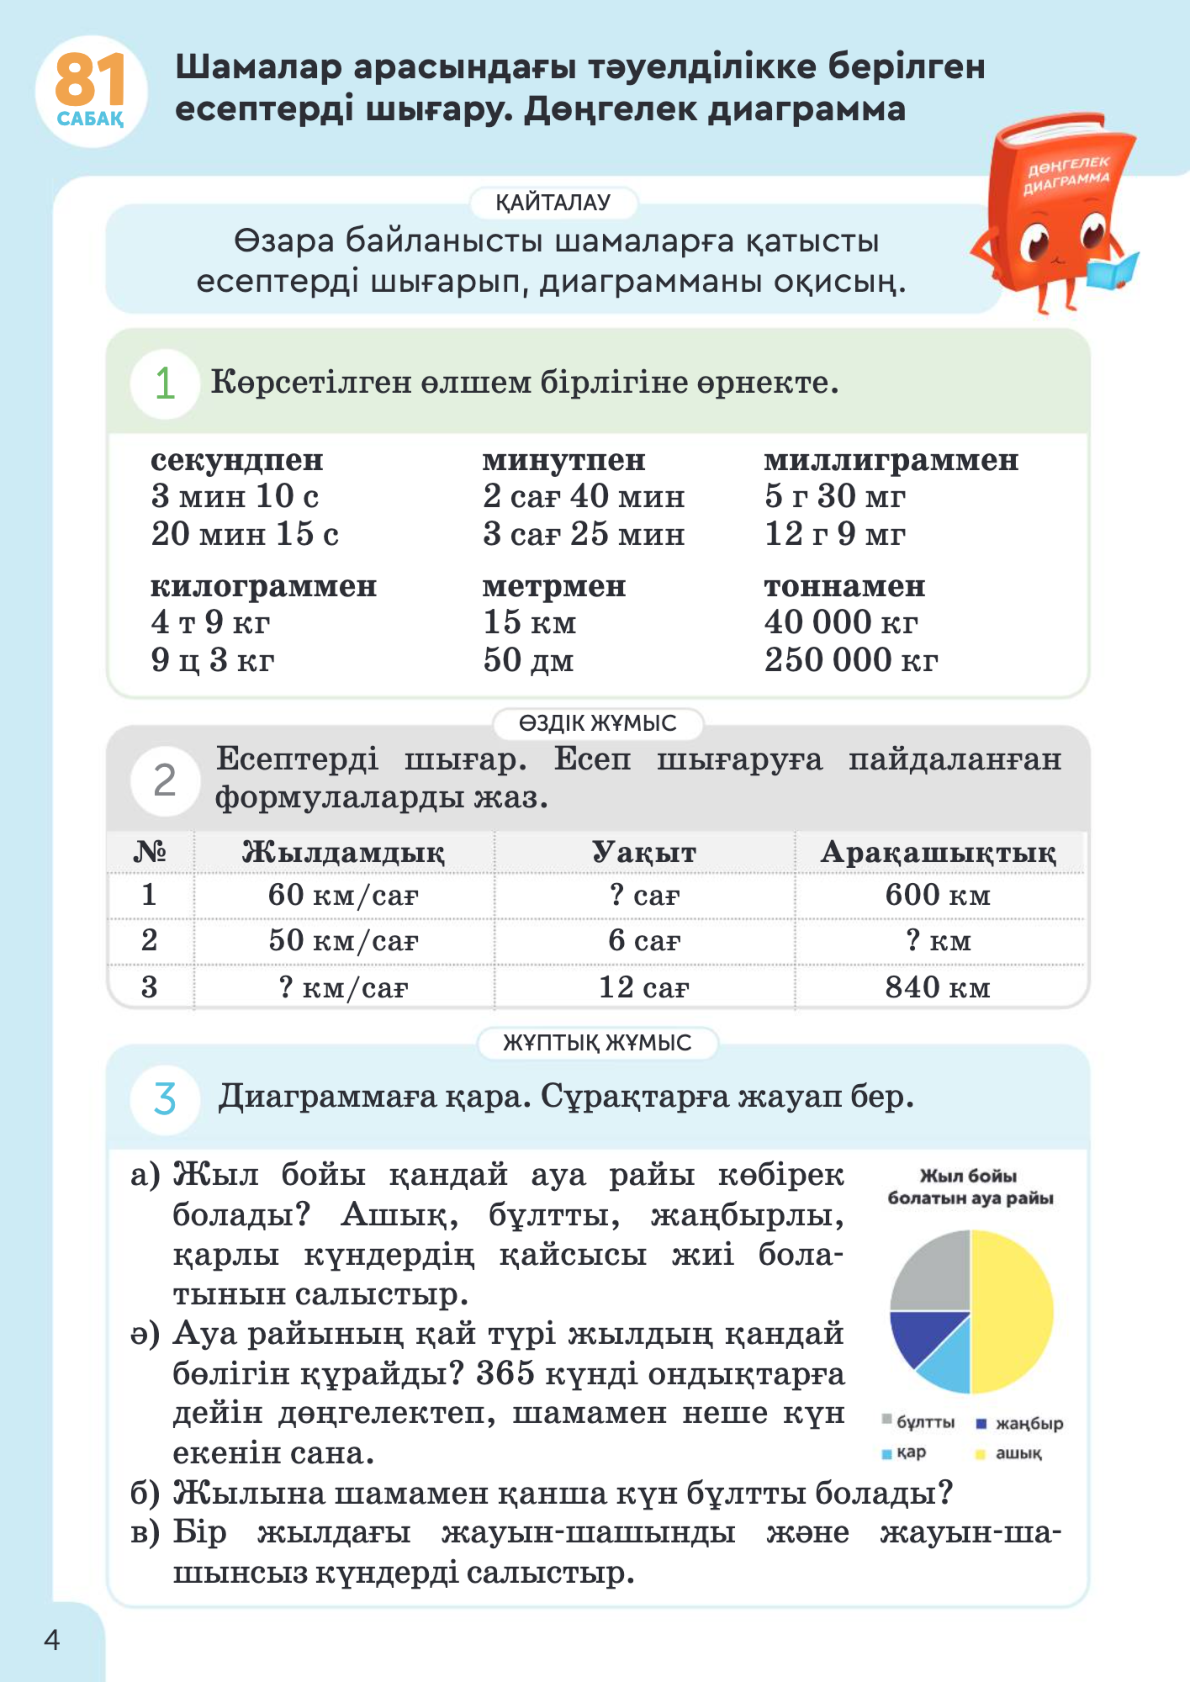 81
САБАҚ
Шамалар арасындағы тәуелділікке берілген
есептерді шығару. Дөңгелек диаграмма
ДӨҢГЕЛЕК
ДИАГРАММА
ҚАЙТАЛАУ
Өзара байланысты шамаларға қатысты
есептерді шығарып, диаграмманы оқисың.
1 Көрсетілген өлшем бірлігіне өрнекте.
секундпен минутпен миллиграммен
3 мин 10 с 2 сағ 40 мин 5 г 30 мг
20 мин 15 с 3 сағ 25 мин 12 г 9 мг
килограммен метрмен тоннамен
4 т 9 кг 15 км 40 000 кг
9 ц 3 кг 50 дм 250 000 кг
ӨЗДІК ЖҰМЫС
2 Есептерді шығар. Есеп шығаруға пайдаланған
формулаларды жаз.
№ Жылдамдық Уақыт Арақашықтық
1 60 км/сағ ? сағ 600 км
2 50 км/сағ 6 сағ ? км
3 ? км/сағ 12 сағ 840 км
ЖҰПТЫҚ ЖҰМЫС
3 Диаграммаға қара. Сұрақтарға жауап бер.
а) Жыл бойы қандай ауа райы көбірек
болады? Ашық, бұлтты, жаңбырлы,
қарлы күндердің қайсысы жиі бола-
тынын салыстыр.
ә) Ауа райының қай түрі жылдың қандай
бөлігін құрайды? 365 күнді ондықтарға
дейін дөңгелектеп, шамамен неше күн
екенін сана.
Жыл бойы
болатын ауа райы
бұлтты жаңбыр
қар ашық
б) Жылына шамамен қанша күн бұлтты болады?
в) Бір жылдағы жауын-шашынды және жауын-ша-
шынсыз күндерді салыстыр.
4